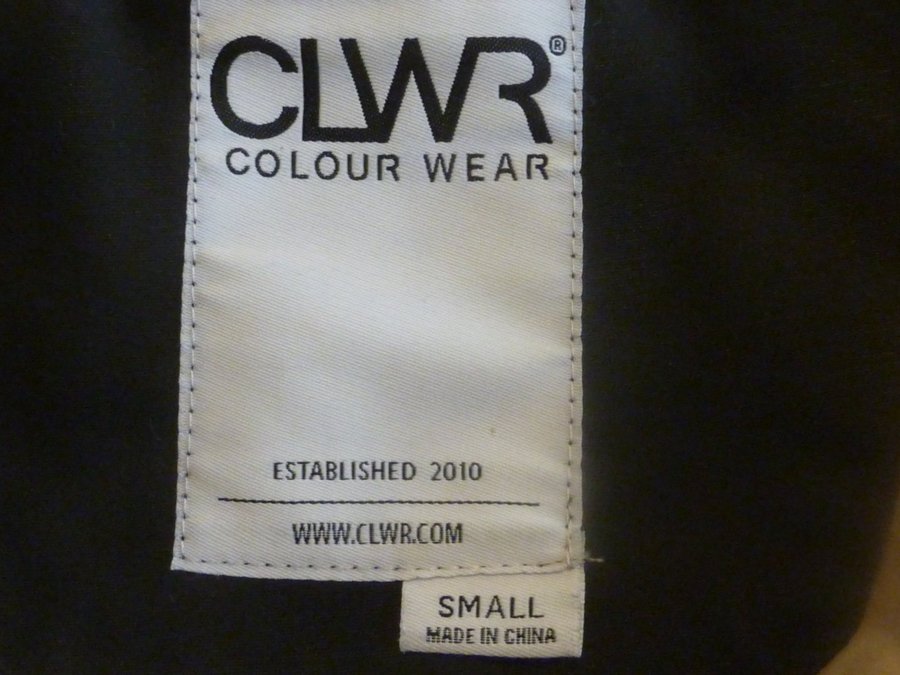 CLWR®
COLOUR WEAR
ESTABLISHED 2010
WWW.CLWR.COM
SMALL
MADE IN CHINA